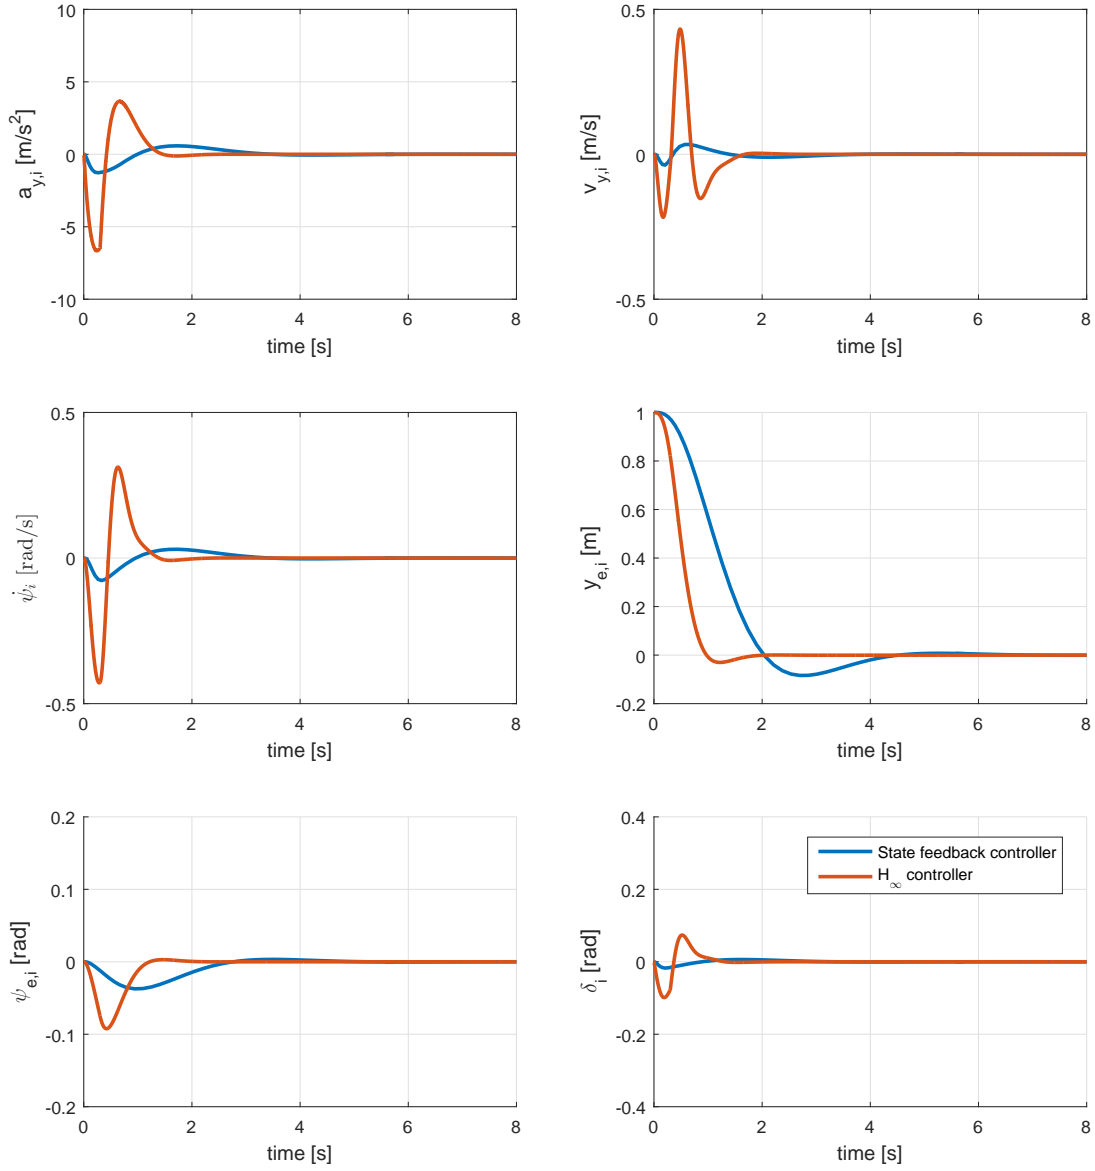 10
5
0
-5
-10
a_{y,i} [m/s^2]
0 2 4 6 8
time [s]
0.5
0
-0.5
v_{y,i} [m/s]
0 2 4 6 8
time [s]
0.5
0
-0.5
ψ̇_i [rad/s]
0 2 4 6 8
time [s]
1
0.8
0.6
0.4
0.2
0
-0.2
y_{e,i} [m]
0 2 4 6 8
time [s]
0.2
0.1
0
-0.1
-0.2
ψ_{e,i} [rad]
0 2 4 6 8
time [s]
0.4
0.2
0
-0.2
-0.4
δ_i [rad]
0 2 4 6 8
time [s]
State feedback controller
H_∞ controller